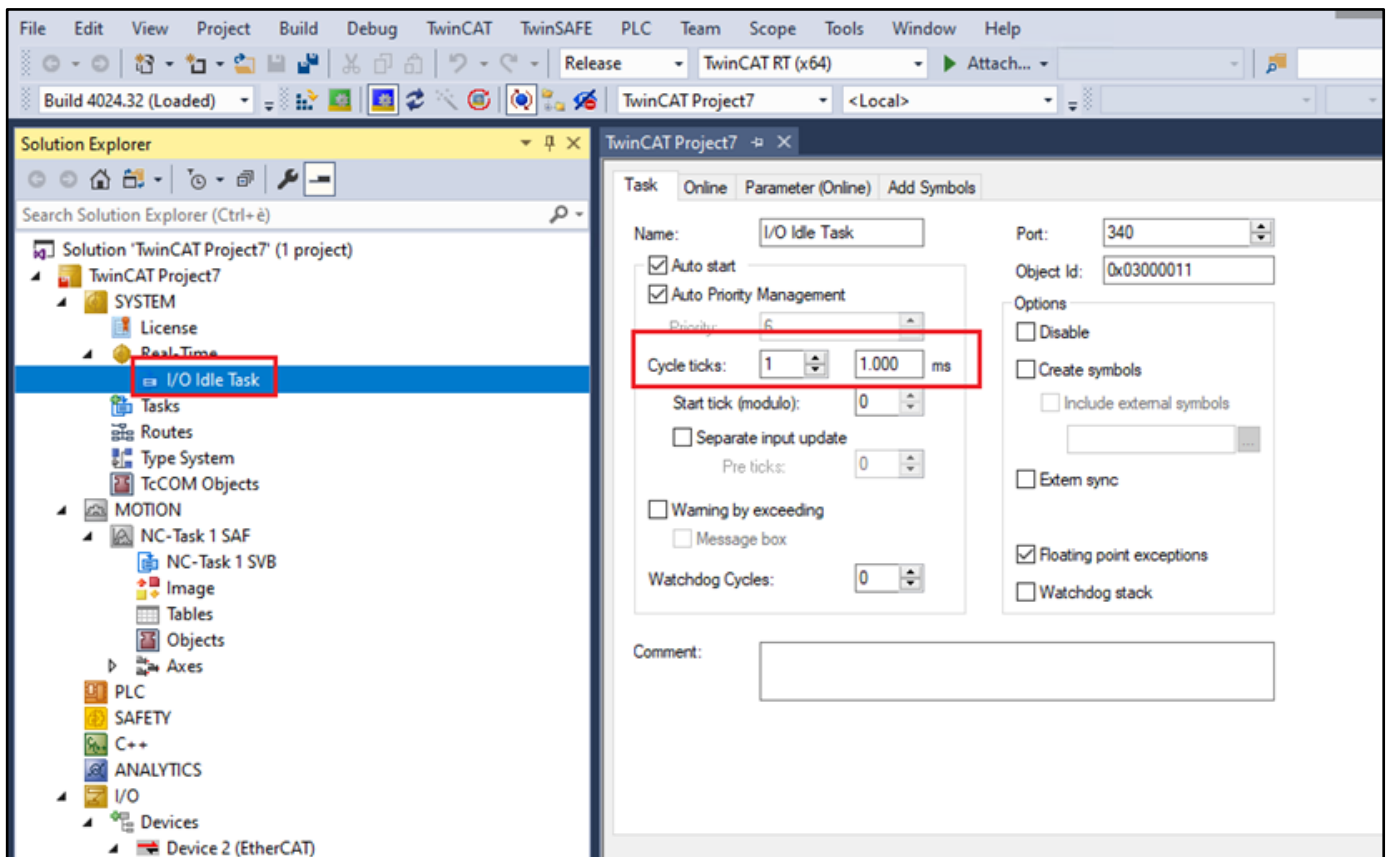 File Edit View Project Build Debug TwinCAT TwinSAFE PLC Team Scope Tools Window Help
Release TwinCAT RT (x64) Attach...
Build 4024.32 (Loaded) TwinCAT Project7 <Local>
Solution Explorer
Search Solution Explorer (Ctrl+è)
Solution 'TwinCAT Project7' (1 project)
TwinCAT Project7
SYSTEM
License
Real-Time
I/O Idle Task
Tasks
Routes
Type System
TcCOM Objects
MOTION
NC-Task 1 SAF
NC-Task 1 SVB
Image
Tables
Objects
Axes
PLC
SAFETY
C++
ANALYTICS
I/O
Devices
Device 2 (EtherCAT)
TwinCAT Project7
Task Online Parameter (Online) Add Symbols
Name: I/O Idle Task
Auto start
Auto Priority Management
Priority: 6
Cycle ticks: 1 1.000 ms
Start tick (modulo): 0
Separate input update
Pre ticks: 0
Warning by exceeding
Message box
Watchdog Cycles: 0
Port: 340
Object Id: 0x03000011
Options
Disable
Create symbols
Include external symbols
...
Extern sync
Floating point exceptions
Watchdog stack
Comment: